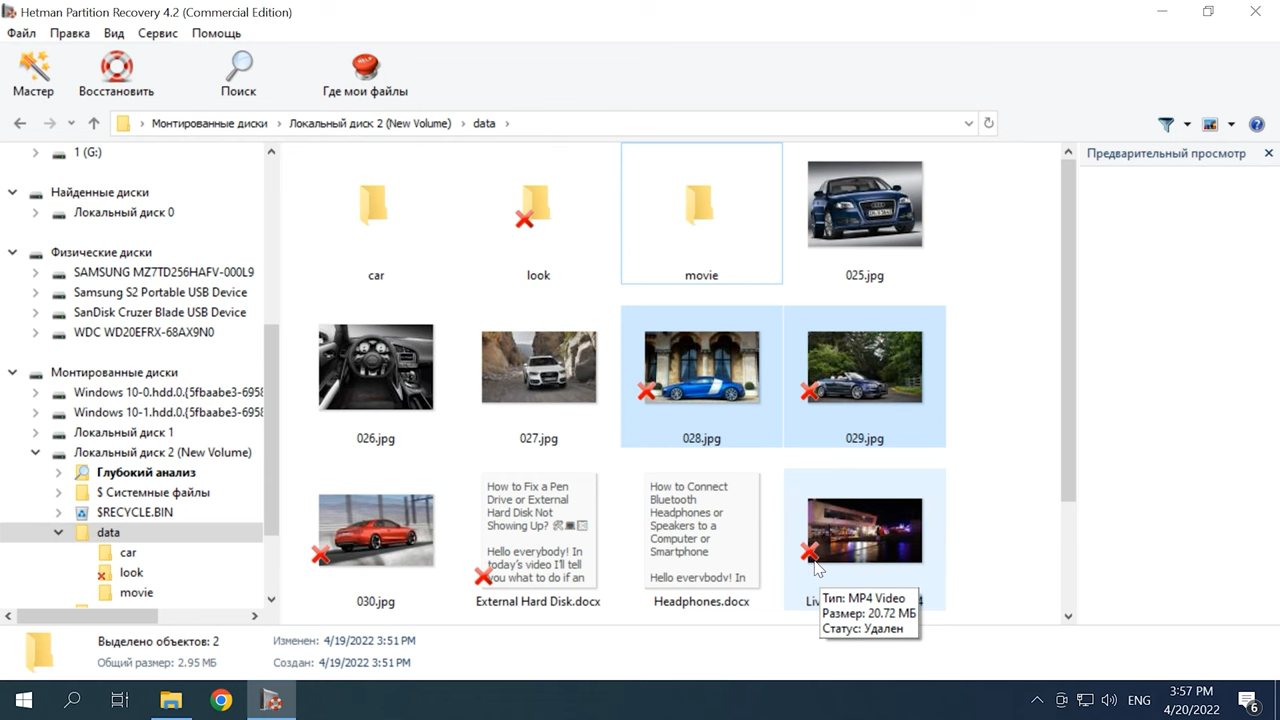 Hetman Partition Recovery 4.2 (Commercial Edition)
Файл Правка Вид Сервис Помощь
Мастер Восстановить Поиск Где мои файлы
Монтированные диски Локальный диск 2 (New Volume) data
1 (G:)
Найденные диски
Локальный диск 0
Физические диски
SAMSUNG MZ7TD256HAFV-000L9
Samsung S2 Portable USB Device
SanDisk Cruzer Blade USB Device
WDC WD20EFRX-68AX9N0
Монтированные диски
Windows 10-0.hdd.0.{5fbaabe3-6958
Windows 10-1.hdd.0.{5fbaabe3-6958
Локальный диск 1
Локальный диск 2 (New Volume)
Глубокий анализ
$ Системные файлы
$RECYCLE.BIN
data
car
look
movie
car look movie 025.jpg
026.jpg 027.jpg 028.jpg 029.jpg
How to Fix a Pen
Drive or External
Hard Disk Not
Showing Up?
Hello everybody! In
today's video I'll tell
you what to do if an
How to Connect
Bluetooth
Headphones or
Speakers to a
Computer or
Smartphone
Hello everybody! In
030.jpg External Hard Disk.docx Headphones.docx
Тип: MP4 Video
Размер: 20.72 МБ
Статус: Удален
Предварительный просмотр
Выделено объектов: 2
Общий размер: 2.95 МБ
Изменен: 4/19/2022 3:51 PM
Создан: 4/19/2022 3:51 PM
ENG
3:57 PM
4/20/2022
6
HELP